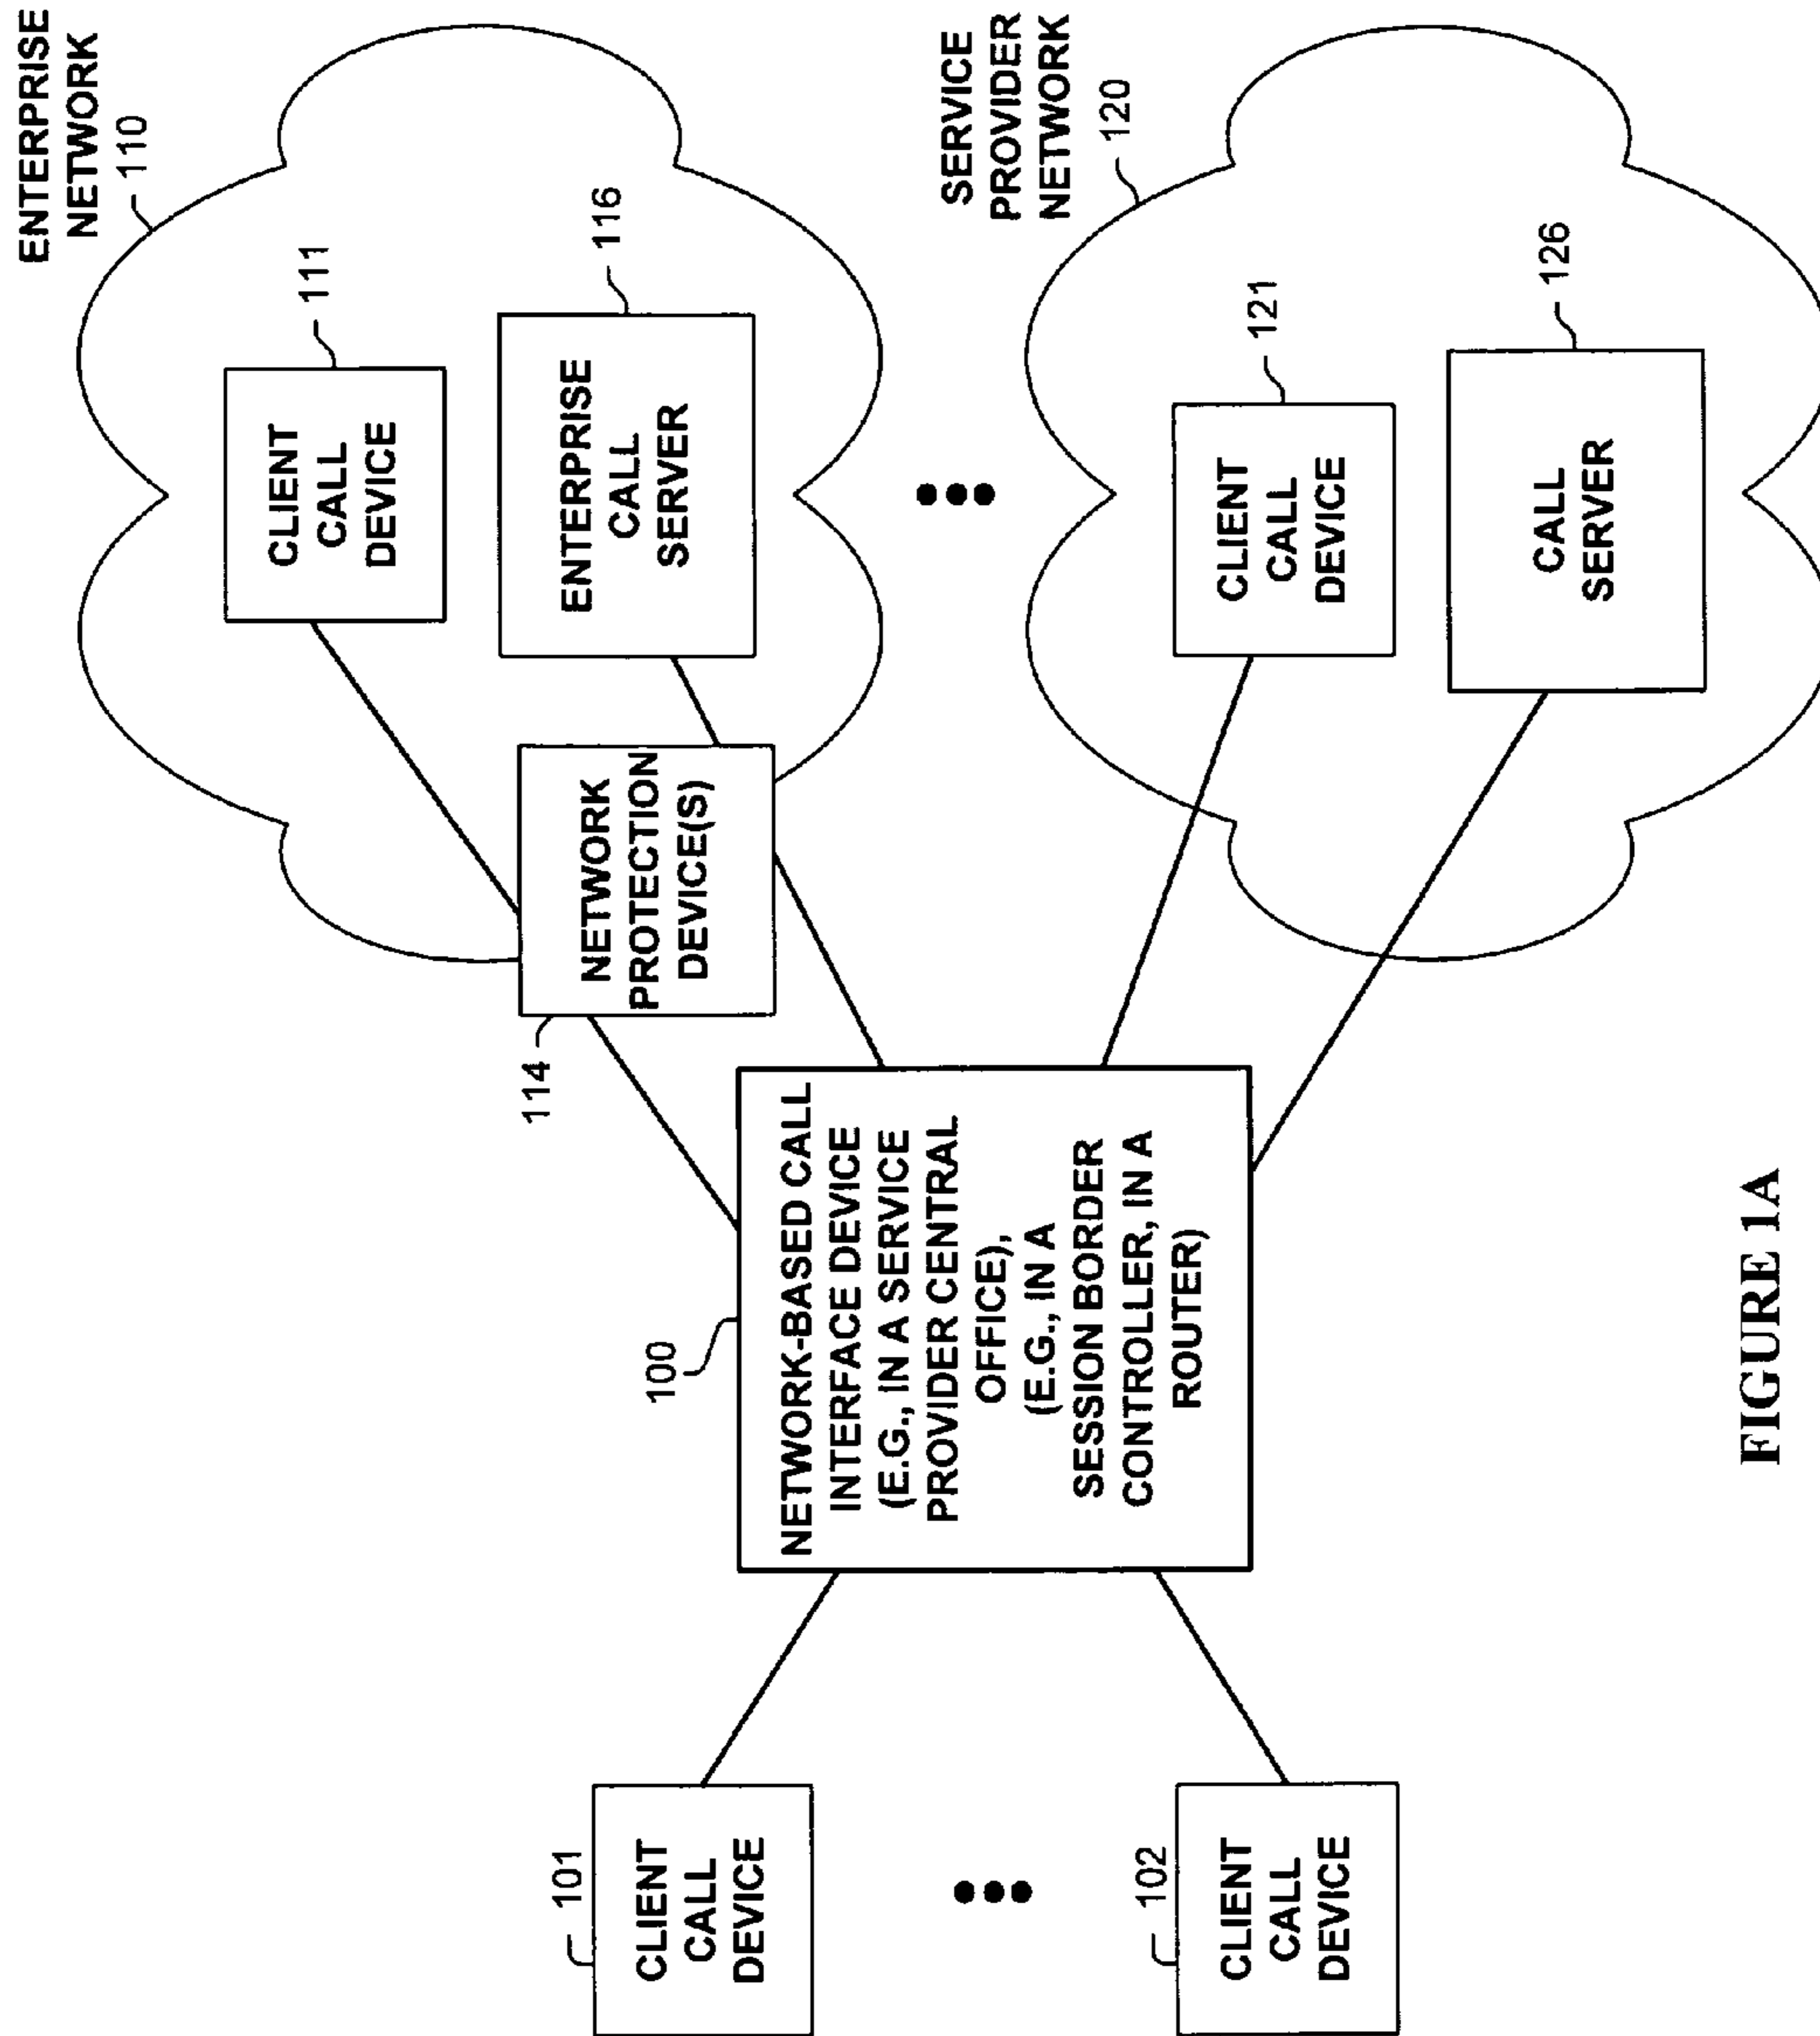 ENTERPRISE
NETWORK
110
CLIENT
CALL
DEVICE
111
ENTERPRISE
CALL
SERVER
116
NETWORK
PROTECTION
DEVICE(S)
114
SERVICE
PROVIDER
NETWORK
120
CLIENT
CALL
DEVICE
121
CALL
SERVER
126
100
NETWORK-BASED CALL
INTERFACE DEVICE
(E.G., IN A SERVICE
PROVIDER CENTRAL
OFFICE),
(E.G., IN A
SESSION BORDER
CONTROLLER, IN A
ROUTER)
101
CLIENT
CALL
DEVICE
102
CLIENT
CALL
DEVICE
FIGURE 1A